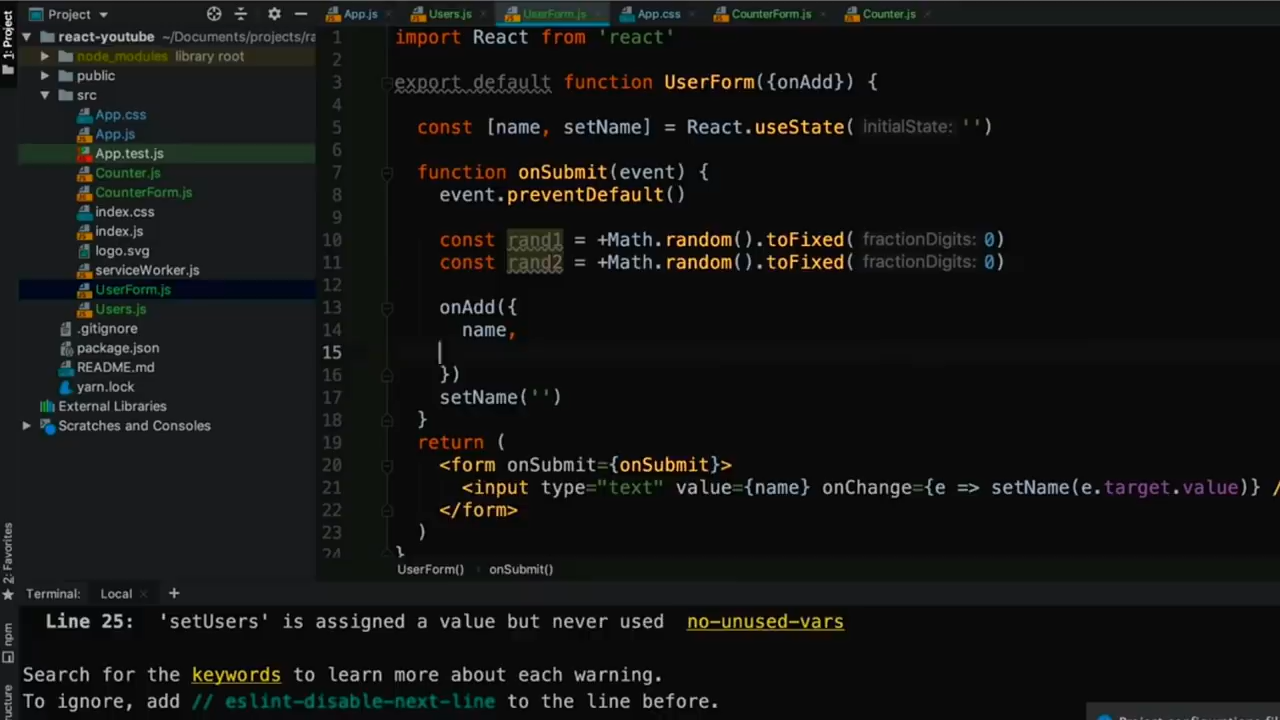 1: Project
Project
App.js
Users.js
UserForm.js
App.css
CounterForm.js
Counter.js
react-youtube ~/Documents/projects/ra
node_modules library root
public
src
App.css
App.js
App.test.js
Counter.js
CounterForm.js
index.css
index.js
logo.svg
serviceWorker.js
UserForm.js
Users.js
.gitignore
package.json
README.md
yarn.lock
External Libraries
Scratches and Consoles
1 import React from 'react'
2
3 export default function UserForm({onAdd}) {
4
5 const [name, setName] = React.useState( initialState: '')
6
7 function onSubmit(event) {
8 event.preventDefault()
9
10 const rand1 = +Math.random().toFixed( fractionDigits: 0)
11 const rand2 = +Math.random().toFixed( fractionDigits: 0)
12
13 onAdd({
14 name,
15
16 })
17 setName('')
18 }
19 return (
20 <form onSubmit={onSubmit}>
21 <input type="text" value={name} onChange={e => setName(e.target.value)} /
22 </form>
23 )
24 }
UserForm() onSubmit()
2: Favorites
npm
Terminal: Local +
Line 25: 'setUsers' is assigned a value but never used no-unused-vars
Search for the keywords to learn more about each warning.
To ignore, add // eslint-disable-next-line to the line before.